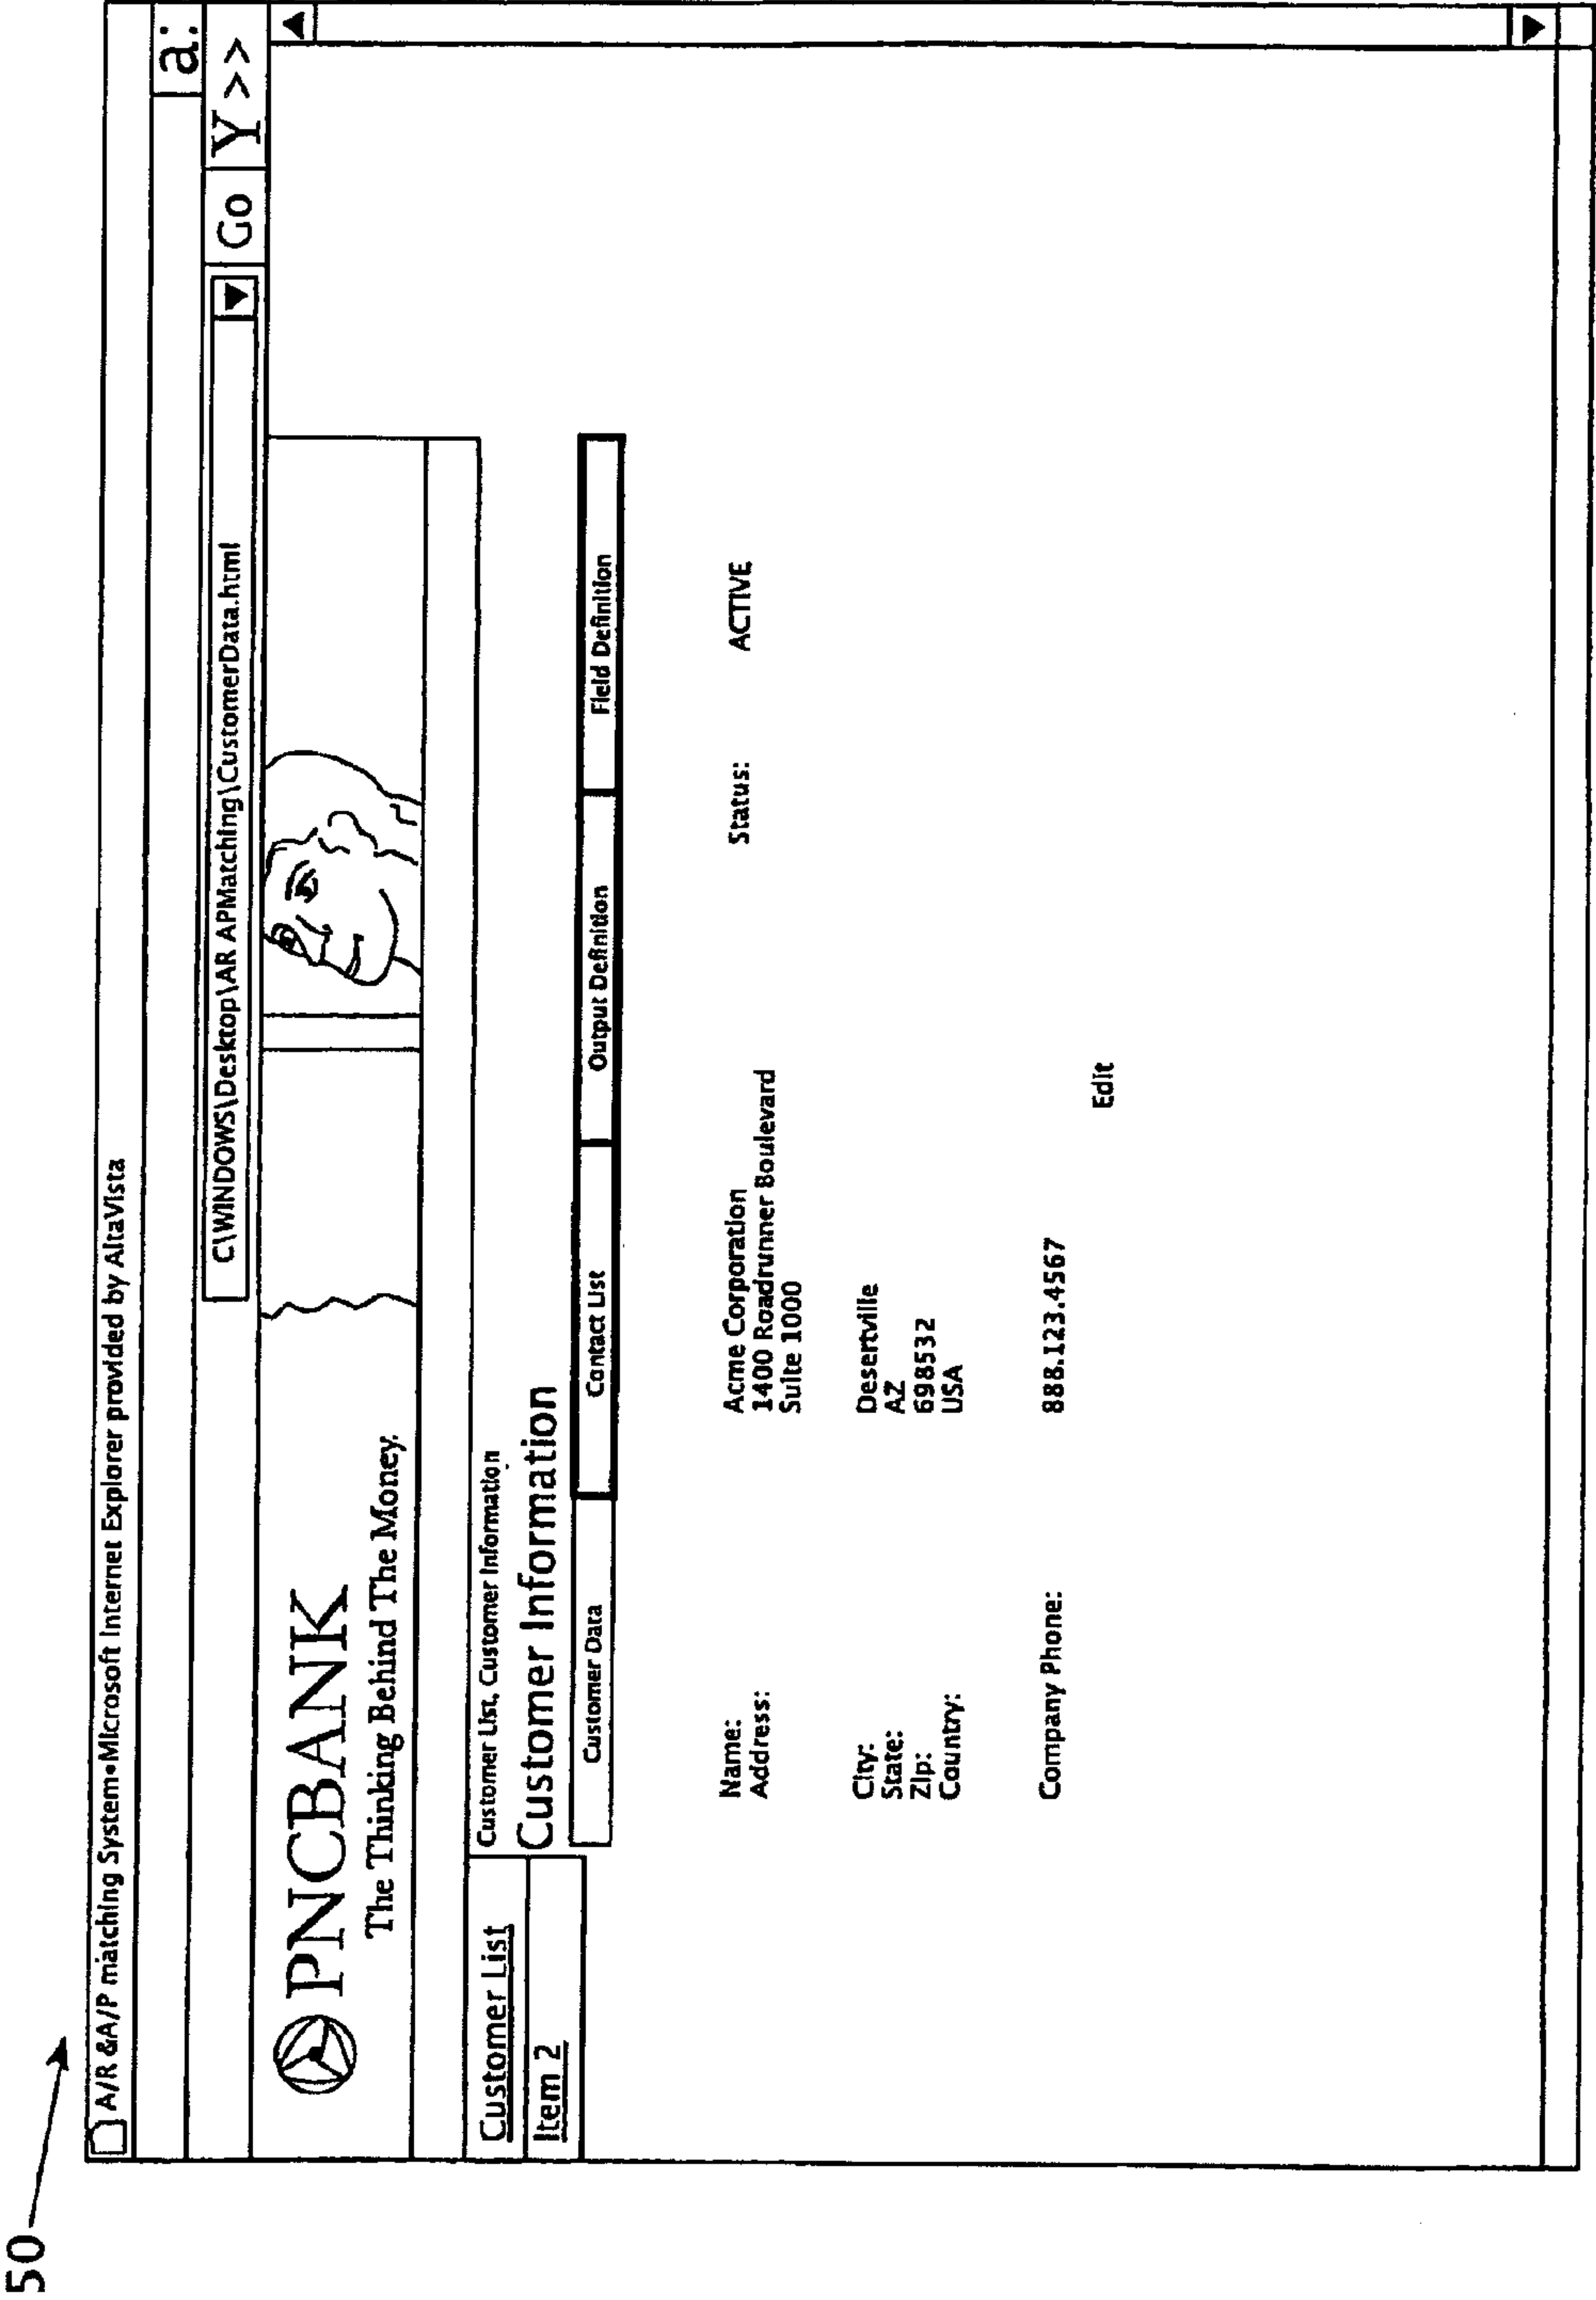 50
A/R &A/P matching System•Microsoft Internet Explorer provided by AltaVista
a:
C\WINDOWS\Desktop\AR APMatching\CustomerData.html Go Y >>
PNCBANK
The Thinking Behind The Money.
Customer List Customer List, Customer Information
Item 2 Customer Information
Customer Data Contact List Output Definition Field Definition
Name: Acme Corporation Status: ACTIVE
Address: 1400 Roadrunner Boulevard
Suite 1000
City: Desertville
State: AZ
Zip: 698532
Country: USA
Company Phone: 888.123.4567
Edit